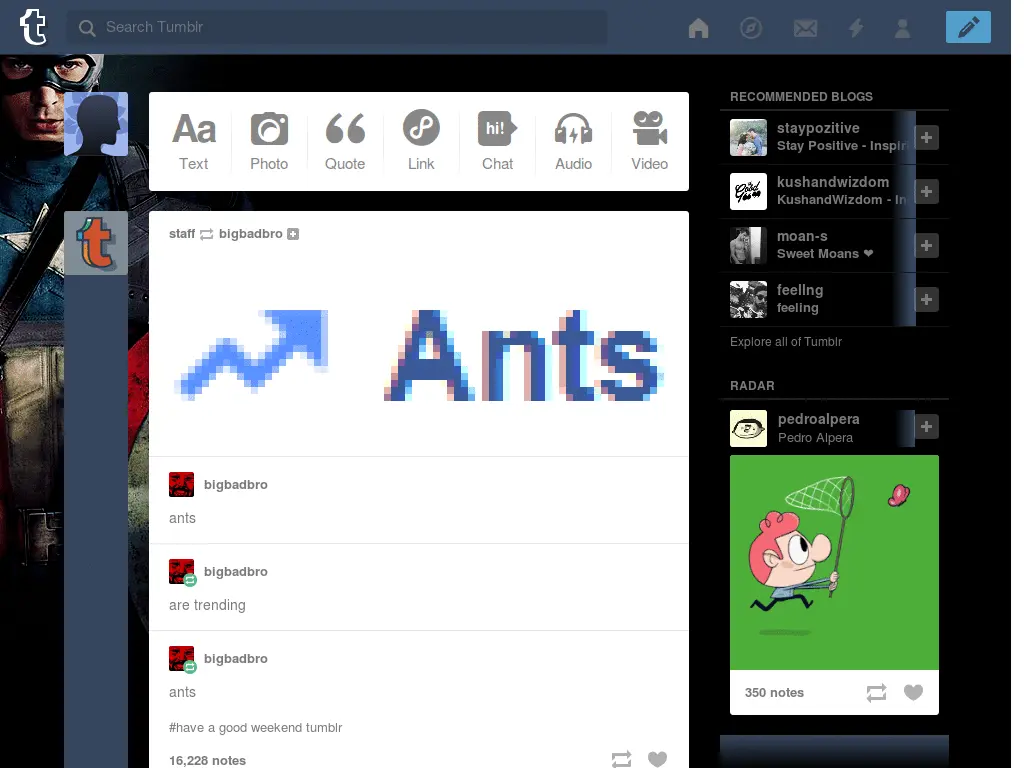 Search Tumblr
Aa
hi!
Text
Photo
Quote
Link
Chat
Audio
Video
staff bigbadbro
Ants
bigbadbro
ants
bigbadbro
are trending
bigbadbro
ants
#have a good weekend tumblr
16,228 notes
RECOMMENDED BLOGS
staypozitive
Stay Positive - Inspir
kushandwizdom
KushandWizdom - In
moan-s
Sweet Moans ❤
feellng
feeling
Explore all of Tumblr
RADAR
pedroalpera
Pedro Alpera
350 notes